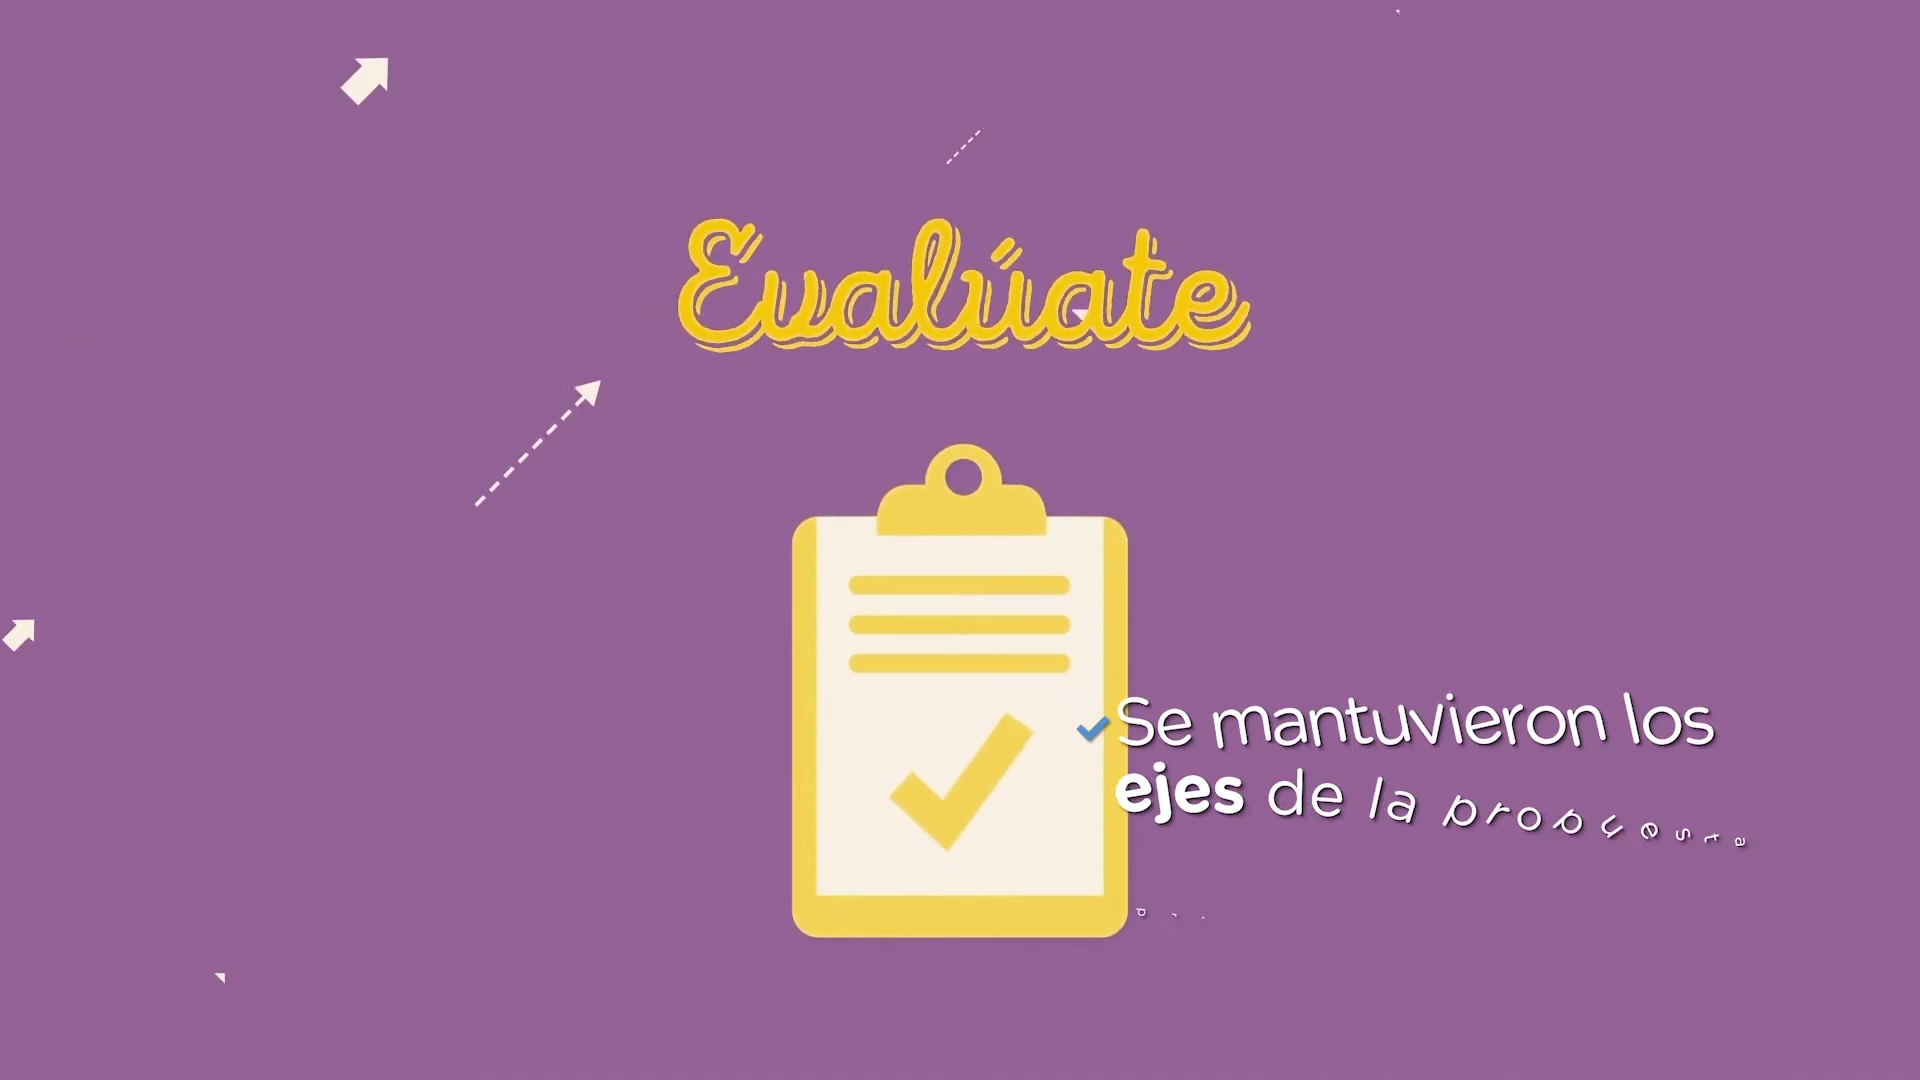 Evalúate
Se mantuvieron los
ejes de la propuesta